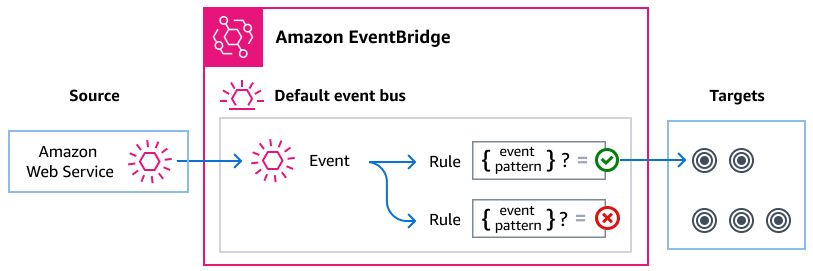 Amazon EventBridge
Source
Default event bus
Targets
Amazon
Web Service
Event
Rule
{ event
pattern } ? =
Rule
{ event
pattern } ? =